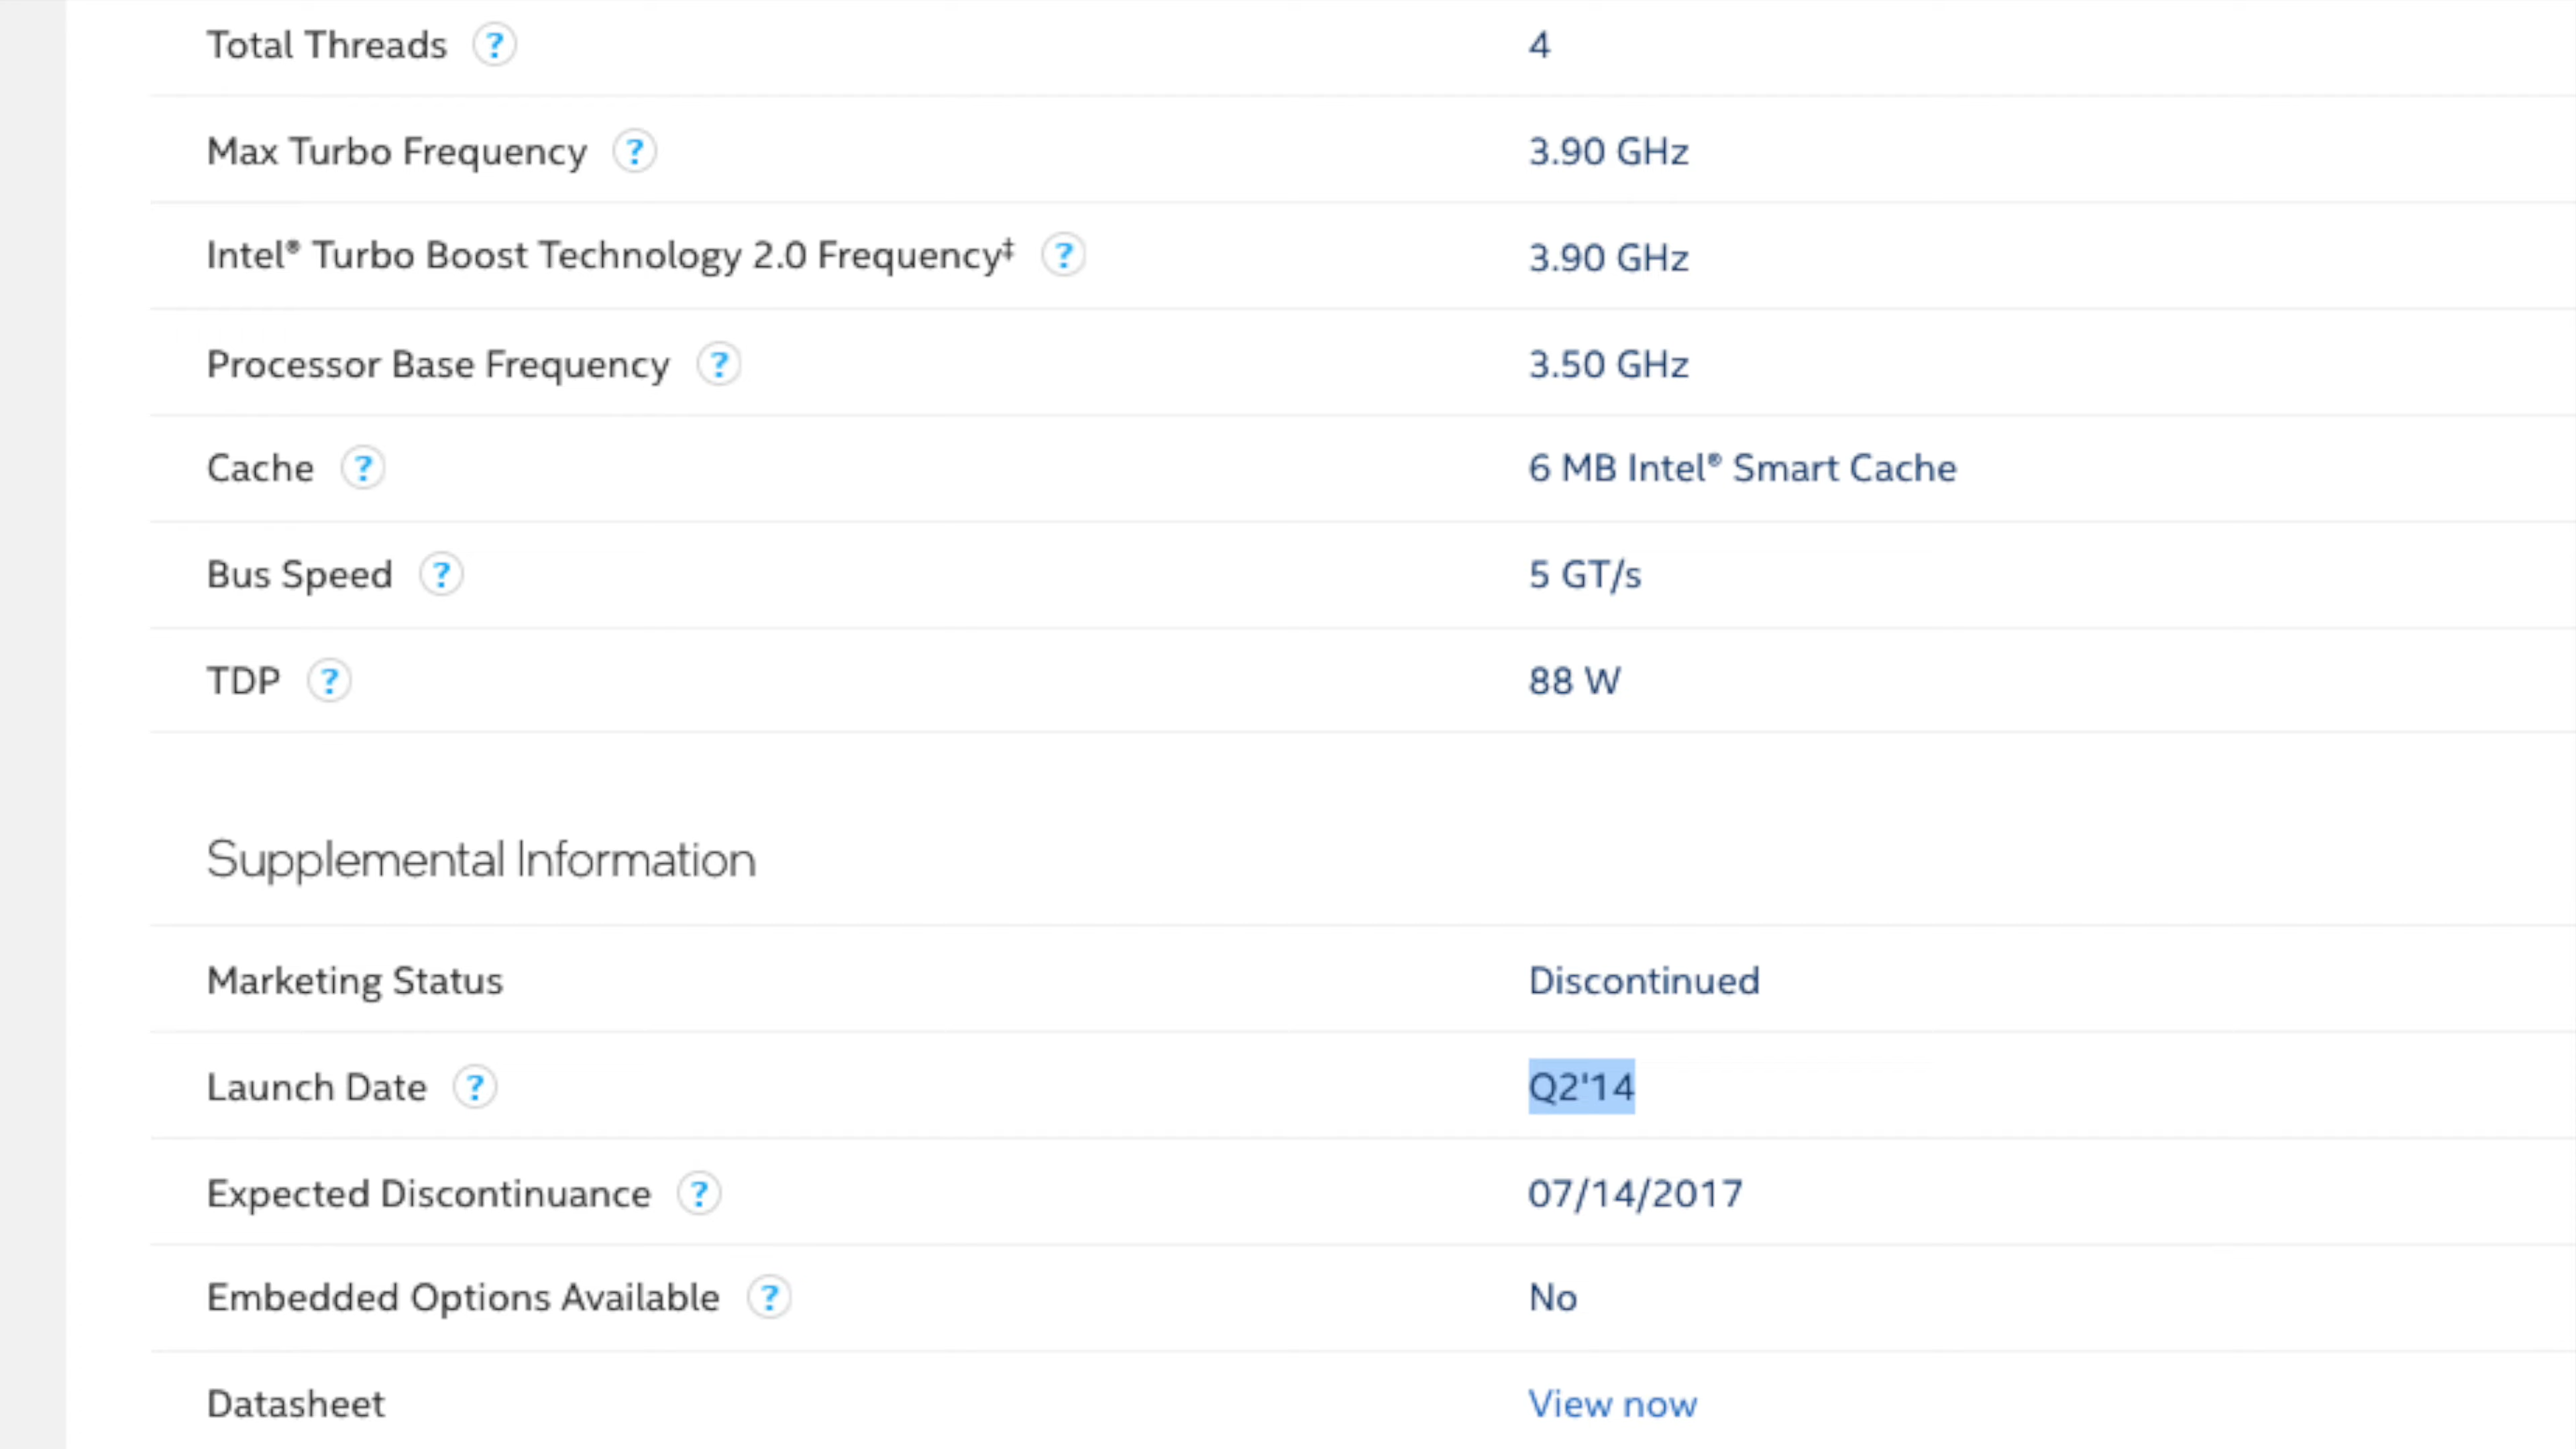 Total Threads ? 4
Max Turbo Frequency ? 3.90 GHz
Intel® Turbo Boost Technology 2.0 Frequency‡ ? 3.90 GHz
Processor Base Frequency ? 3.50 GHz
Cache ? 6 MB Intel® Smart Cache
Bus Speed ? 5 GT/s
TDP ? 88 W
Supplemental Information
Marketing Status Discontinued
Launch Date ? Q2'14
Expected Discontinuance ? 07/14/2017
Embedded Options Available ? No
Datasheet View now